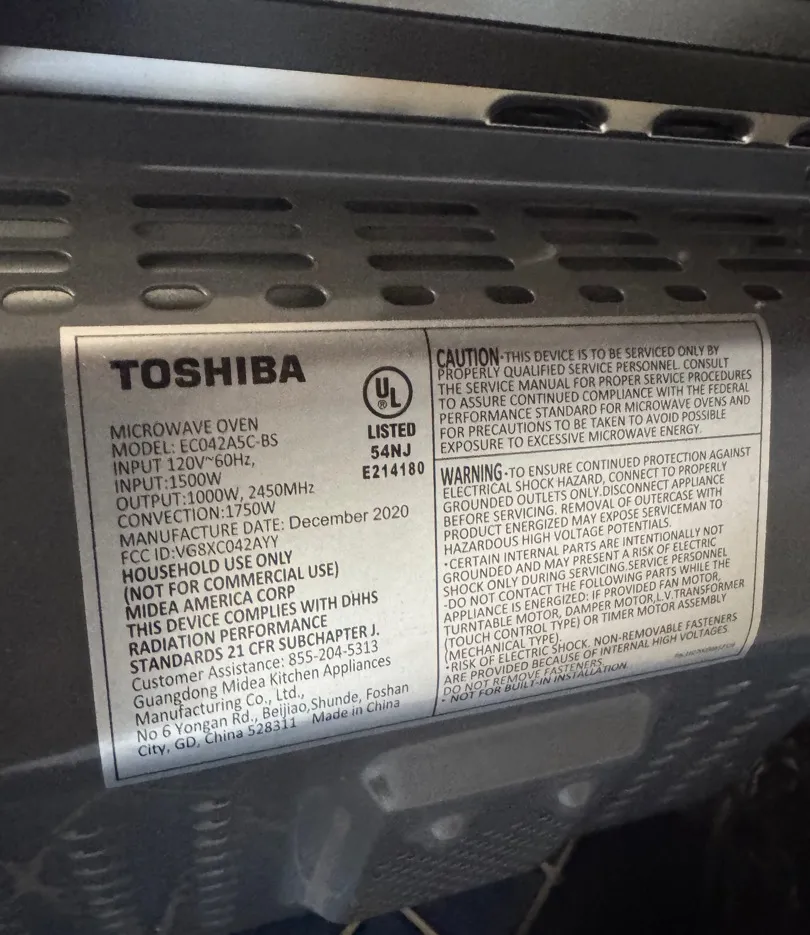 TOSHIBA
UL
®
LISTED
54NJ
E214180
MICROWAVE OVEN
MODEL: EC042A5C-BS
INPUT 120V~60Hz,
INPUT:1500W
OUTPUT:1000W, 2450MHz
CONVECTION:1750W
MANUFACTURE DATE: December 2020
FCC ID:VG8XC042AYY
HOUSEHOLD USE ONLY
(NOT FOR COMMERCIAL USE)
MIDEA AMERICA CORP
THIS DEVICE COMPLIES WITH DHHS
RADIATION PERFORMANCE
STANDARDS 21 CFR SUBCHAPTER J.
Customer Assistance: 855-204-5313
Guangdong Midea Kitchen Appliances
Manufacturing Co., Ltd.,
No 6 Yongan Rd., Beijiao,Shunde, Foshan
City, GD, China 528311 Made in China
CAUTION-THIS DEVICE IS TO BE SERVICED ONLY BY
PROPERLY QUALIFIED SERVICE PERSONNEL. CONSULT
THE SERVICE MANUAL FOR PROPER SERVICE PROCEDURES
TO ASSURE CONTINUED COMPLIANCE WITH THE FEDERAL
PERFORMANCE STANDARD FOR MICROWAVE OVENS AND
FOR PRECAUTIONS TO BE TAKEN TO AVOID POSSIBLE
EXPOSURE TO EXCESSIVE MICROWAVE ENERGY.
WARNING-TO ENSURE CONTINUED PROTECTION AGAINST
ELECTRICAL SHOCK HAZARD, CONNECT TO PROPERLY
GROUNDED OUTLETS ONLY.DISCONNECT APPLIANCE
BEFORE SERVICING. REMOVAL OF OUTERCASE WITH
PRODUCT ENERGIZED MAY EXPOSE SERVICEMAN TO
HAZARDOUS HIGH VOLTAGE POTENTIALS.
·CERTAIN INTERNAL PARTS ARE INTENTIONALLY NOT
GROUNDED AND MAY PRESENT A RISK OF ELECTRIC
SHOCK ONLY DURING SERVICING.SERVICE PERSONNEL
-DO NOT CONTACT THE FOLLOWING PARTS WHILE THE
APPLIANCE IS ENERGIZED: IF PROVIDED FAN MOTOR,
TURNTABLE MOTOR, DAMPER MOTOR,L.V.TRANSFORMER
(TOUCH CONTROL TYPE) OR TIMER MOTOR ASSEMBLY
(MECHANICAL TYPE).
·RISK OF ELECTRIC SHOCK. NON-REMOVABLE FASTENERS
ARE PROVIDED BECAUSE OF INTERNAL HIGH VOLTAGES.
DO NOT REMOVE FASTENERS.
· NOT FOR BUILT-IN INSTALLATION